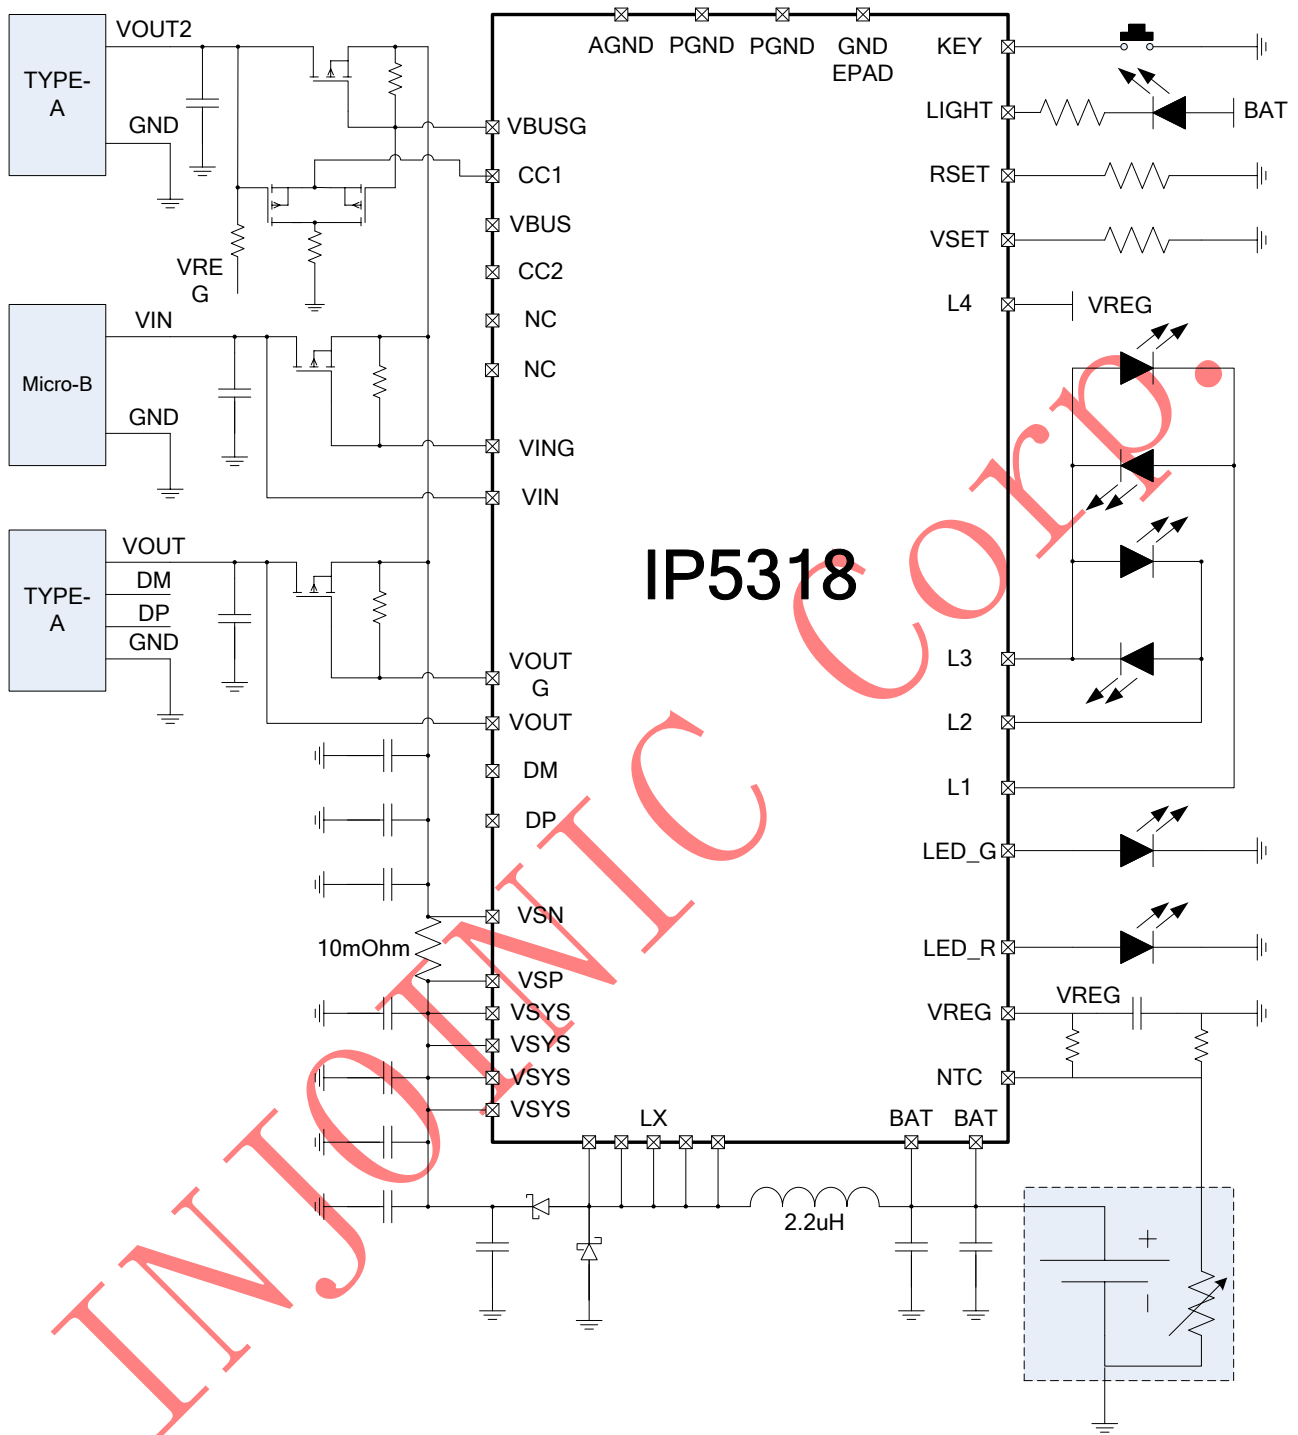 VOUT2
TYPE-
A
GND
VRE
G
VIN
Micro-B
GND
VOUT
DM
TYPE-
A
DP
GND
10mOhm
AGND
PGND
PGND
GND
EPAD
VBUSG
CC1
VBUS
CC2
NC
NC
VING
VIN
VOUT
G
VOUT
DM
DP
VSN
VSP
VSYS
VSYS
VSYS
VSYS
IP5318
LX
BAT
BAT
2.2uH
KEY
LIGHT
BAT
RSET
VSET
L4
VREG
L3
L2
L1
LED_G
LED_R
VREG
VREG
NTC
+
INJOINIC Corp.